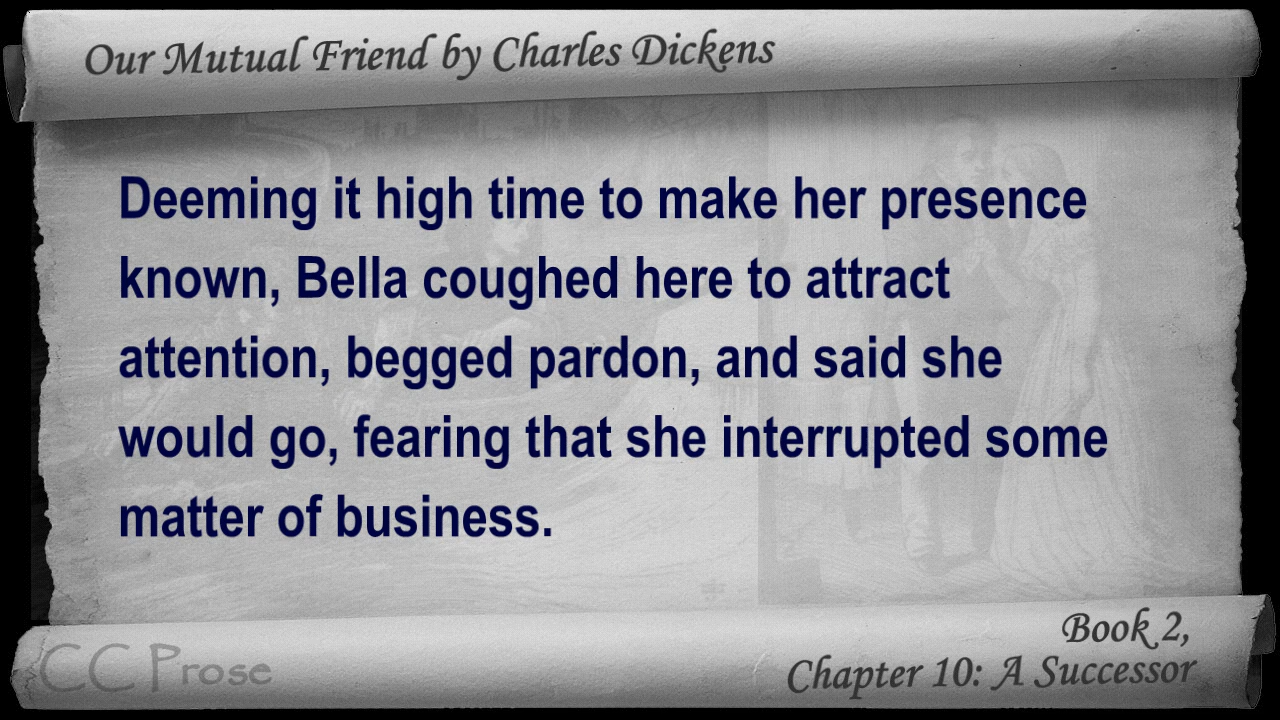 Our Mutual Friend by Charles Dickens
Deeming it high time to make her presence
known, Bella coughed here to attract
attention, begged pardon, and said she
would go, fearing that she interrupted some
matter of business.
Book 2,
Chapter 10: A Successor
CC Prose